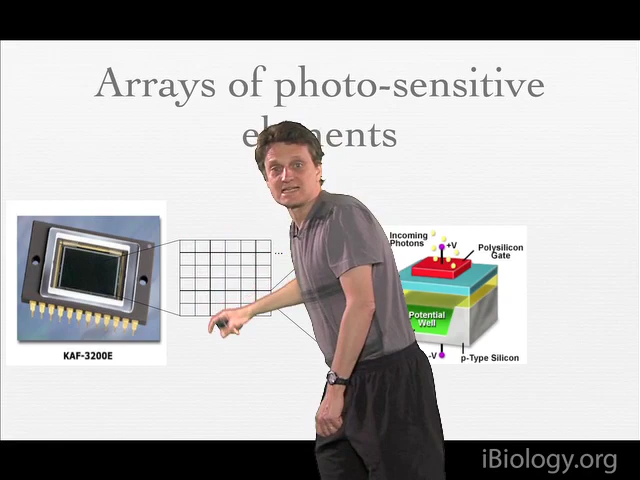 Arrays of photo-sensitive
elements
Incoming
Photons
+V
Polysilicon
Gate
Potential
Well
-V
p-Type Silicon
KAF-3200E
...
iBiology.org